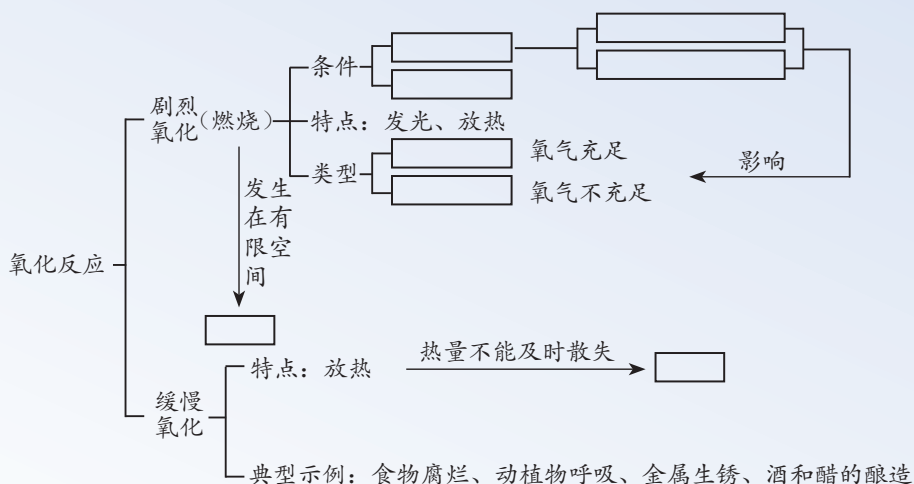 条件
剧烈
氧化
(燃烧)
特点：发光、放热
类型
氧气充足
氧气不充足
影响
发生
在有
限空
间
氧化反应
特点：放热
热量不能及时散失
缓慢
氧化
典型示例：食物腐烂、动植物呼吸、金属生锈、酒和醋的酿造